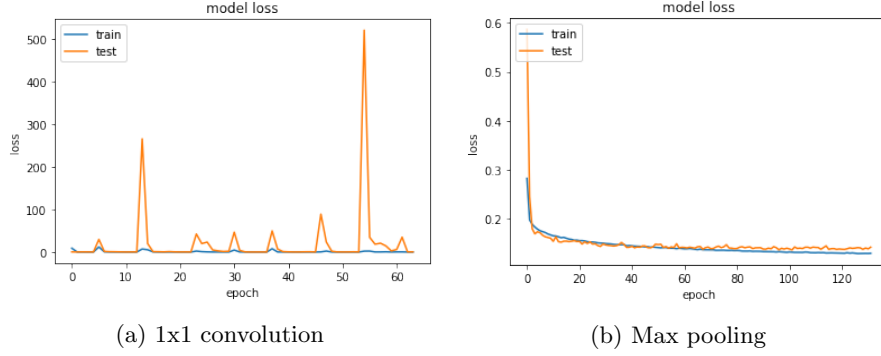 model loss
train
test
500
400
300
200
100
0
loss
0 10 20 30 40 50 60
epoch
(a) 1x1 convolution
model loss
train
test
0.6
0.5
0.4
0.3
0.2
loss
0 20 40 60 80 100 120
epoch
(b) Max pooling